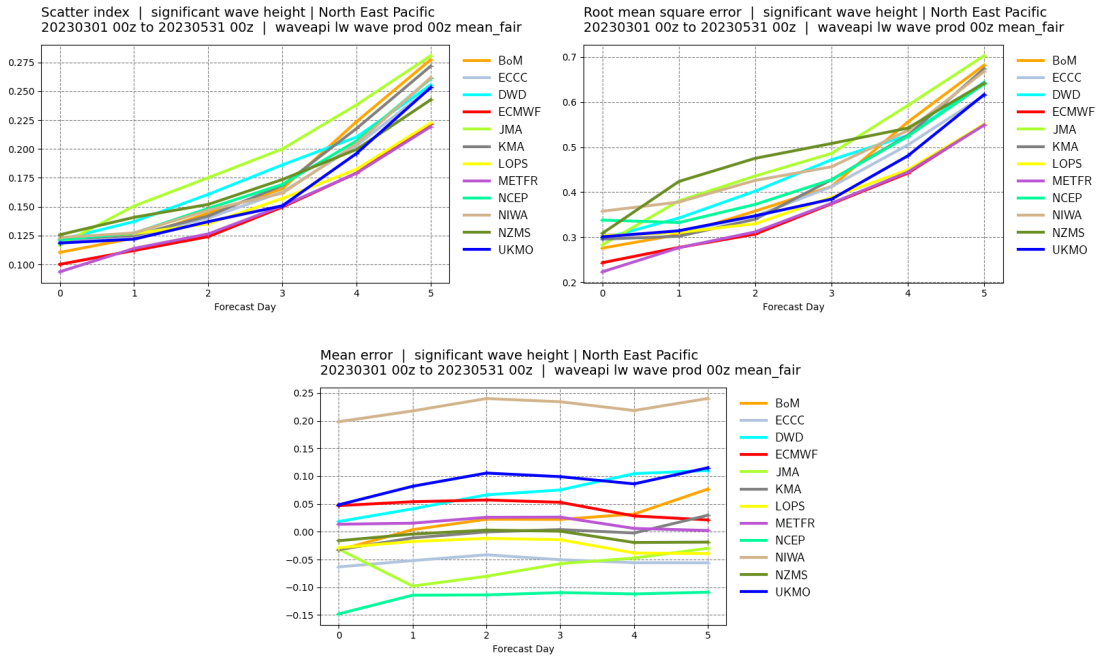 Scatter index | significant wave height | North East Pacific
20230301 00z to 20230531 00z | waveapi lw wave prod 00z mean_fair
0.275
0.250
0.225
0.200
0.175
0.150
0.125
0.100
0 1 2 3 4 5
Forecast Day
BoM
ECCC
DWD
ECMWF
JMA
KMA
LOPS
METFR
NCEP
NIWA
NZMS
UKMO
Root mean square error | significant wave height | North East Pacific
20230301 00z to 20230531 00z | waveapi lw wave prod 00z mean_fair
0.7
0.6
0.5
0.4
0.3
0.2
0 1 2 3 4 5
Forecast Day
BoM
ECCC
DWD
ECMWF
JMA
KMA
LOPS
METFR
NCEP
NIWA
NZMS
UKMO
Mean error | significant wave height | North East Pacific
20230301 00z to 20230531 00z | waveapi lw wave prod 00z mean_fair
0.25
0.20
0.15
0.10
0.05
0.00
−0.05
−0.10
−0.15
0 1 2 3 4 5
Forecast Day
BoM
ECCC
DWD
ECMWF
JMA
KMA
LOPS
METFR
NCEP
NIWA
NZMS
UKMO